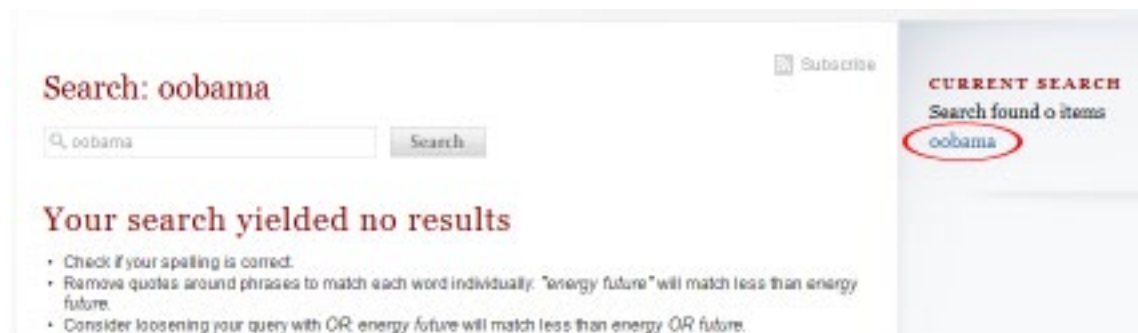 Subscribe
Search: oobama
oobama
Search
Your search yielded no results
• Check if your spelling is correct.
• Remove quotes around phrases to match each word individually: "energy future" will match less than energy
future.
• Consider loosening your query with OR: energy future will match less than energy OR future.
CURRENT SEARCH
Search found 0 items
oobama